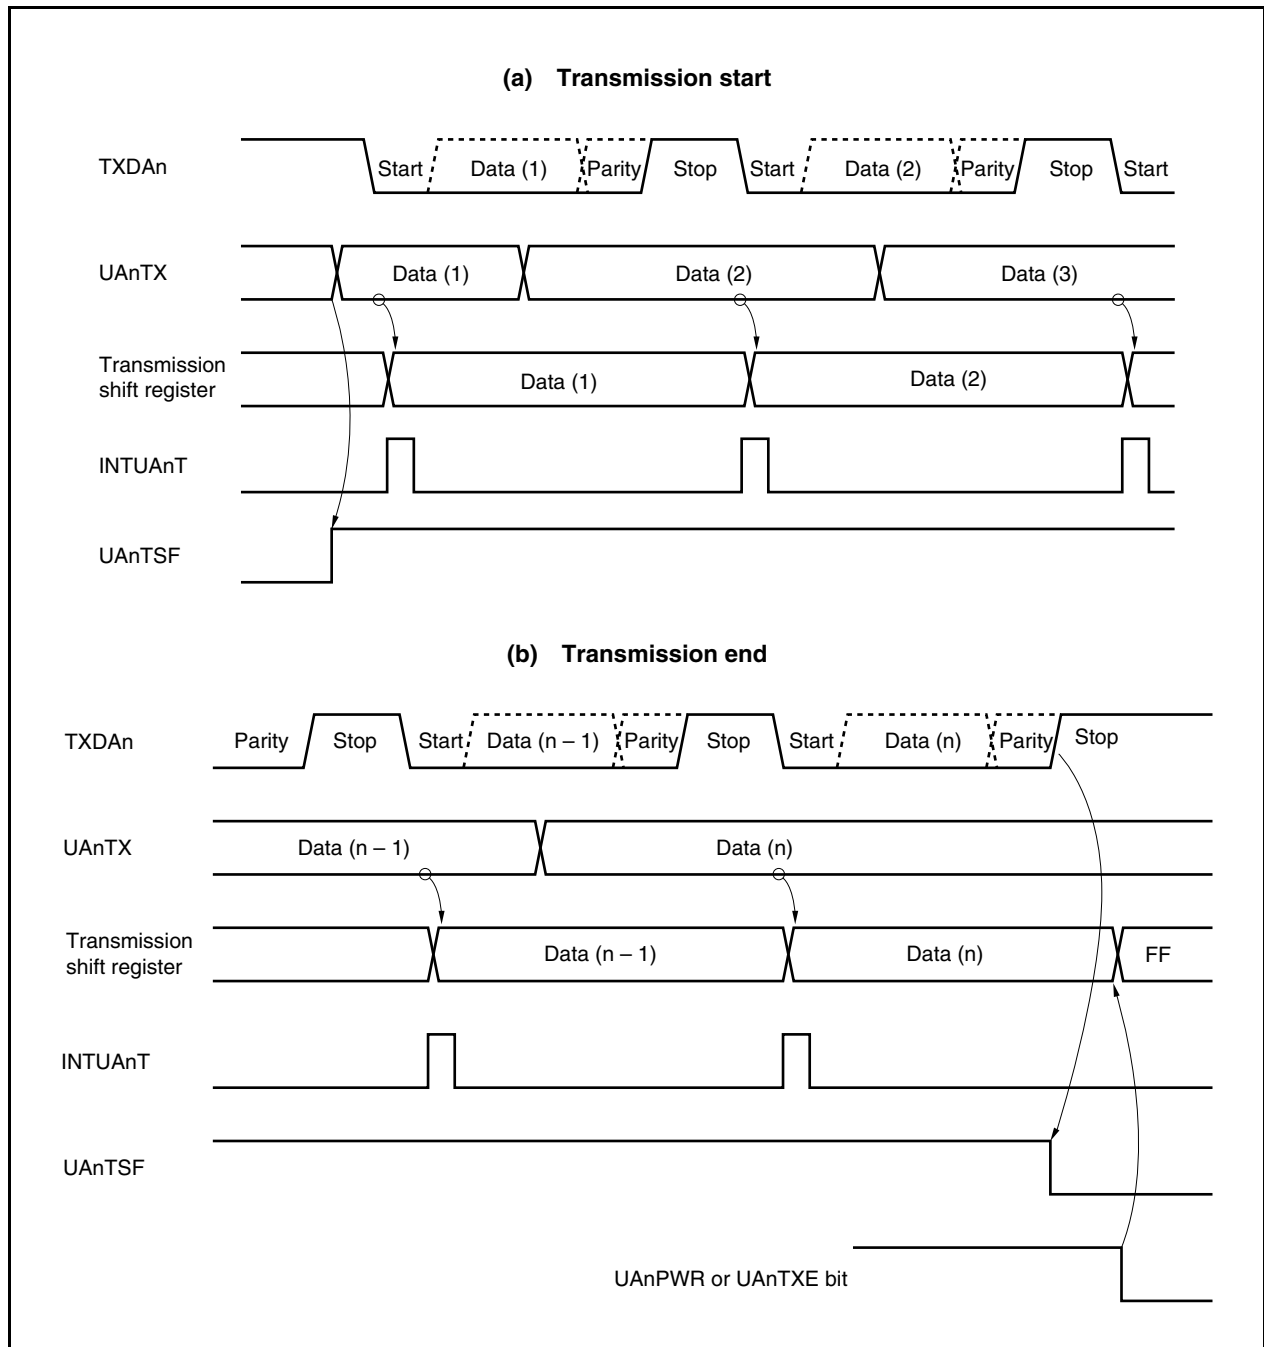 (a) Transmission start
TXDAn
Start Data (1) Parity Stop Start Data (2) Parity Stop Start
UAnTX
Data (1) Data (2) Data (3)
Transmission
shift register
Data (1) Data (2)
INTUAnT
UAnTSF
(b) Transmission end
TXDAn
Parity Stop Start Data (n – 1) Parity Stop Start Data (n) Parity Stop
UAnTX
Data (n – 1) Data (n)
Transmission
shift register
Data (n – 1) Data (n) FF
INTUAnT
UAnTSF
UAnPWR or UAnTXE bit